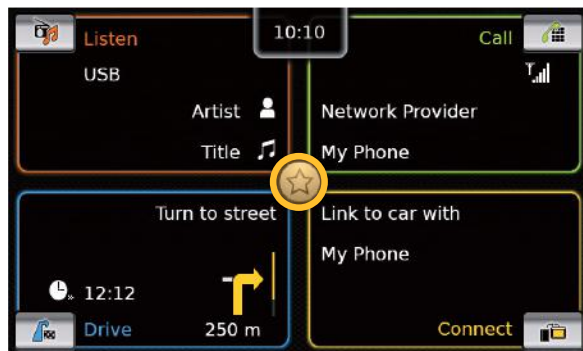 Listen
10:10
Call
USB
Artist
Network Provider
Title
My Phone
Turn to street
Link to car with
My Phone
12:12
Drive
250 m
Connect